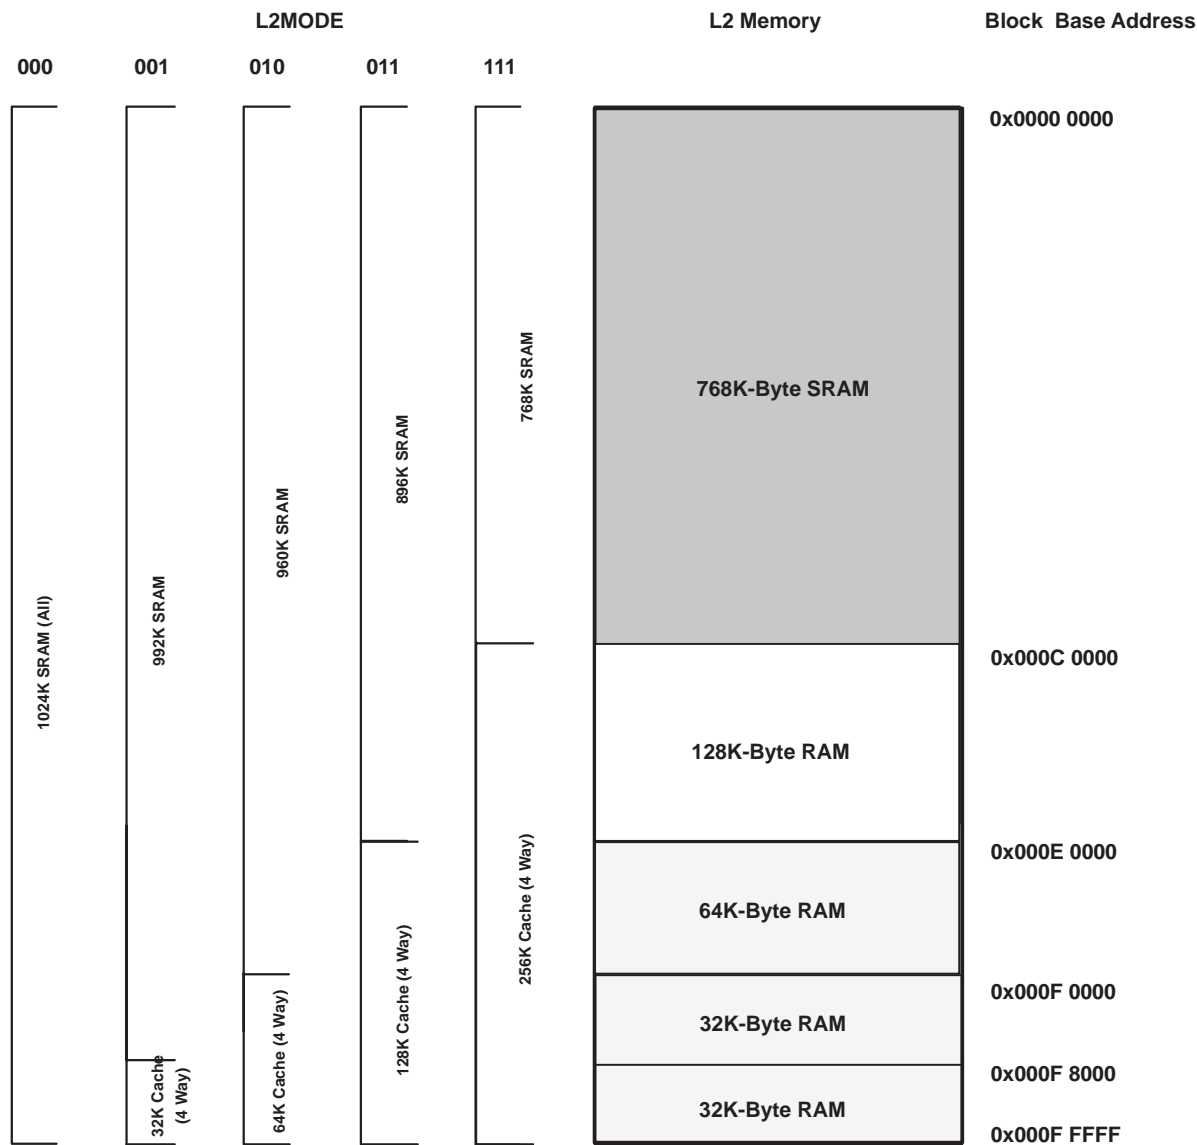 L2MODE
L2 Memory
Block Base Address
000
001
010
011
111
0x0000 0000
768K SRAM
768K-Byte SRAM
896K SRAM
960K SRAM
992K SRAM
1024K SRAM (All)
0x000C 0000
128K-Byte RAM
0x000E 0000
256K Cache (4 Way)
64K-Byte RAM
128K Cache (4 Way)
0x000F 0000
64K Cache (4 Way)
32K-Byte RAM
32K Cache
(4 Way)
0x000F 8000
32K-Byte RAM
0x000F FFFF